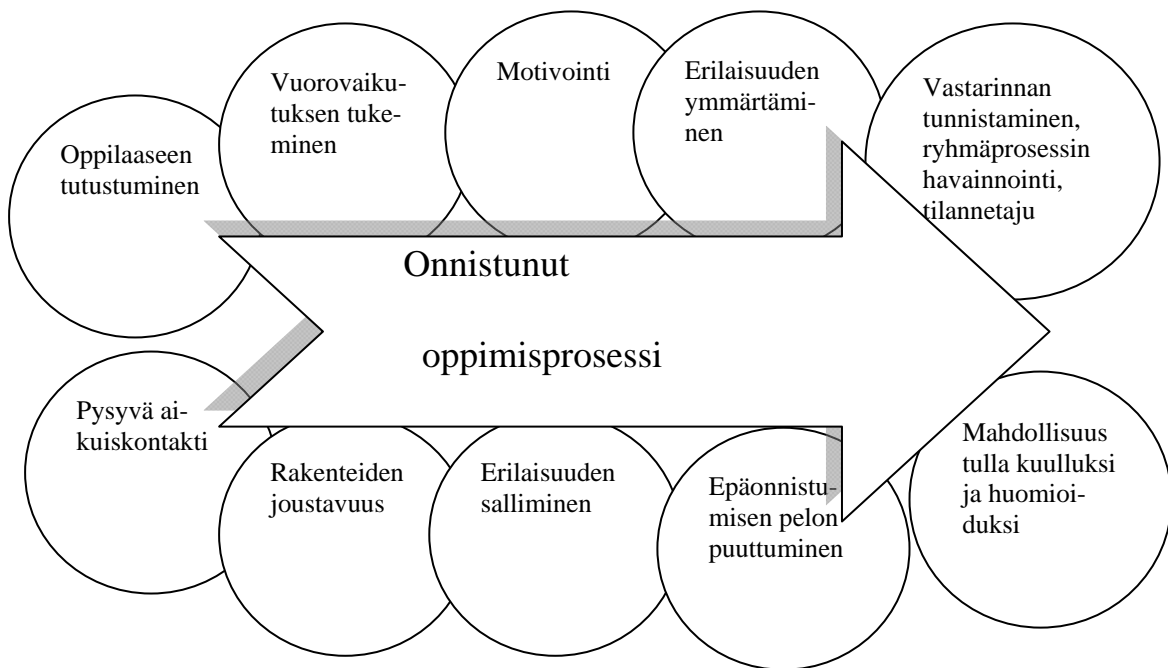 Oppilaaseen
tutustuminen
Vuorovaiku-
tuksen tuke-
minen
Motivointi
Erilaisuuden
ymmärtämi-
nen
Vastarinnan
tunnistaminen,
ryhmäprosessin
havainnointi,
tilannetaju
Onnistunut
oppimisprosessi
Pysyvä ai-
kuiskontakti
Rakenteiden
joustavuus
Erilaisuuden
salliminen
Epäonnistu-
misen pelon
puuttuminen
Mahdollisuus
tulla kuulluksi
ja huomioi-
duksi